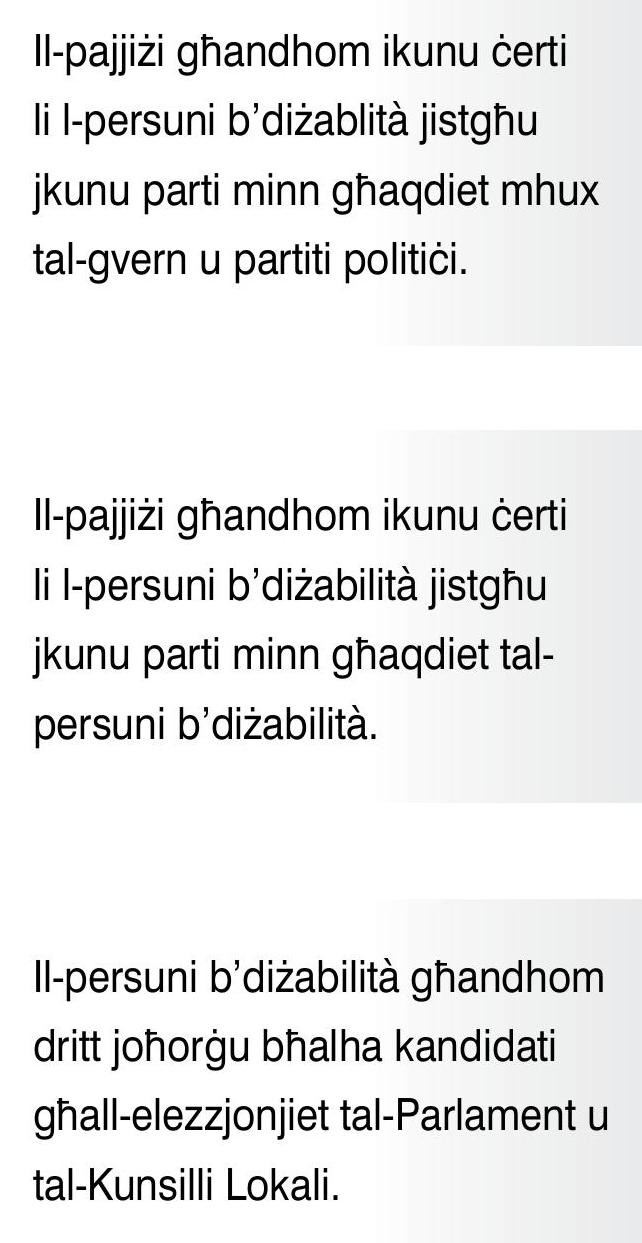 Il-pajjiżi għandhom ikunu ċerti
li l-persuni b’diżablità jistgħu
jkunu parti minn għaqdiet mhux
tal-gvern u partiti politiċi.
Il-pajjiżi għandhom ikunu ċerti
li l-persuni b’diżabilità jistgħu
jkunu parti minn għaqdiet tal-
persuni b’diżabilità.
Il-persuni b’diżabilità għandhom
dritt joħorġu bħalha kandidati
għall-elezzjonjiet tal-Parlament u
tal-Kunsilli Lokali.